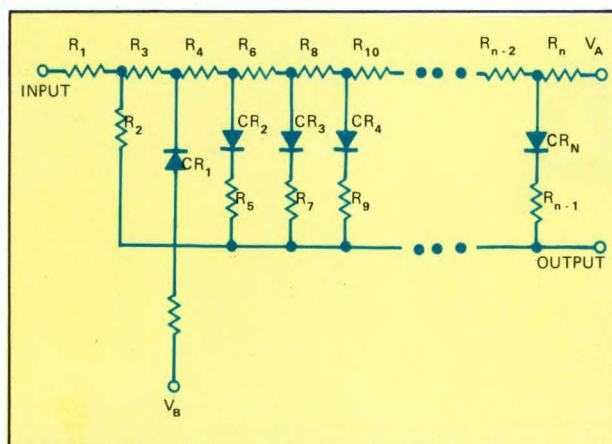 R1 R3 R4 R6 R8 R10 Rn-2 Rn VA
INPUT
R2 CR1 CR2 CR3 CR4 CRN
R5 R7 R9 Rn-1
OUTPUT
VB